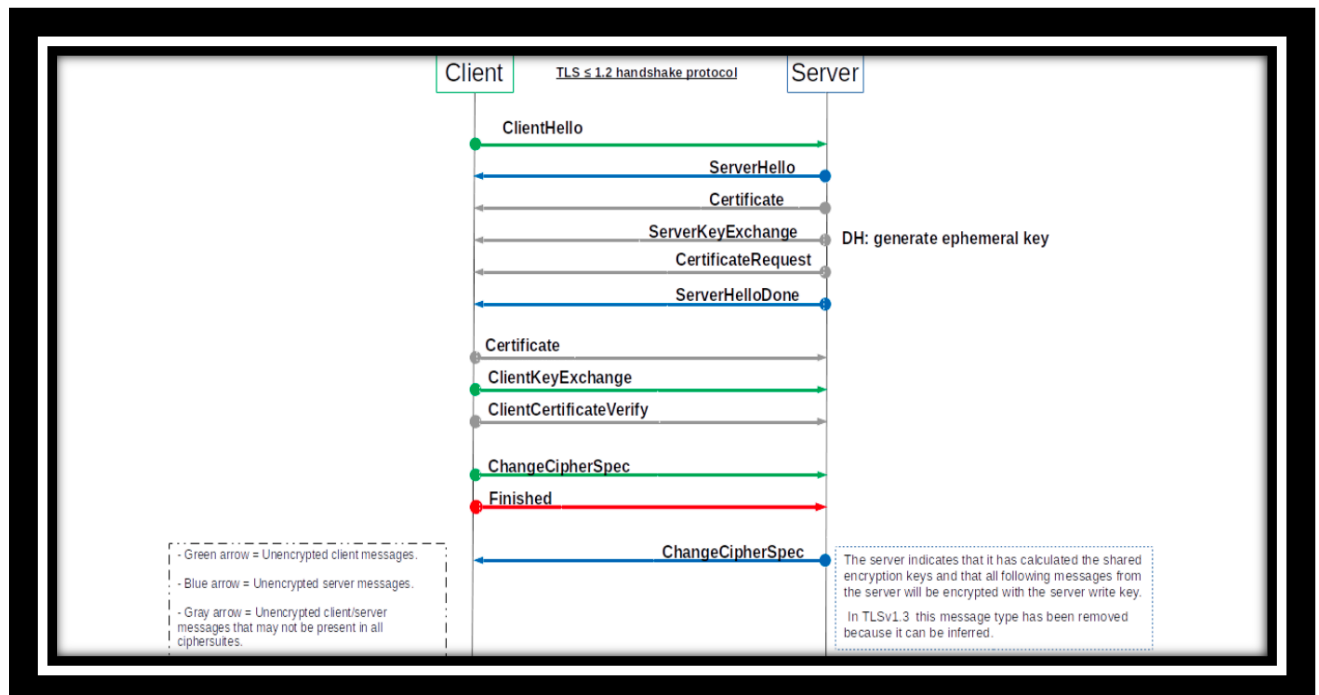 Client
TLS ≤ 1.2 handshake protocol
Server
ClientHello
ServerHello
Certificate
ServerKeyExchange
DH: generate ephemeral key
CertificateRequest
ServerHelloDone
Certificate
ClientKeyExchange
ClientCertificateVerify
ChangeCipherSpec
Finished
ChangeCipherSpec
- Green arrow = Unencrypted client messages.
- Blue arrow = Unencrypted server messages.
- Gray arrow = Unencrypted client/server
messages that may not be present in all
ciphersuites.
The server indicates that it has calculated the shared
encryption keys and that all following messages from
the server will be encrypted with the server write key.
In TLSv1.3 this message type has been removed
because it can be inferred.